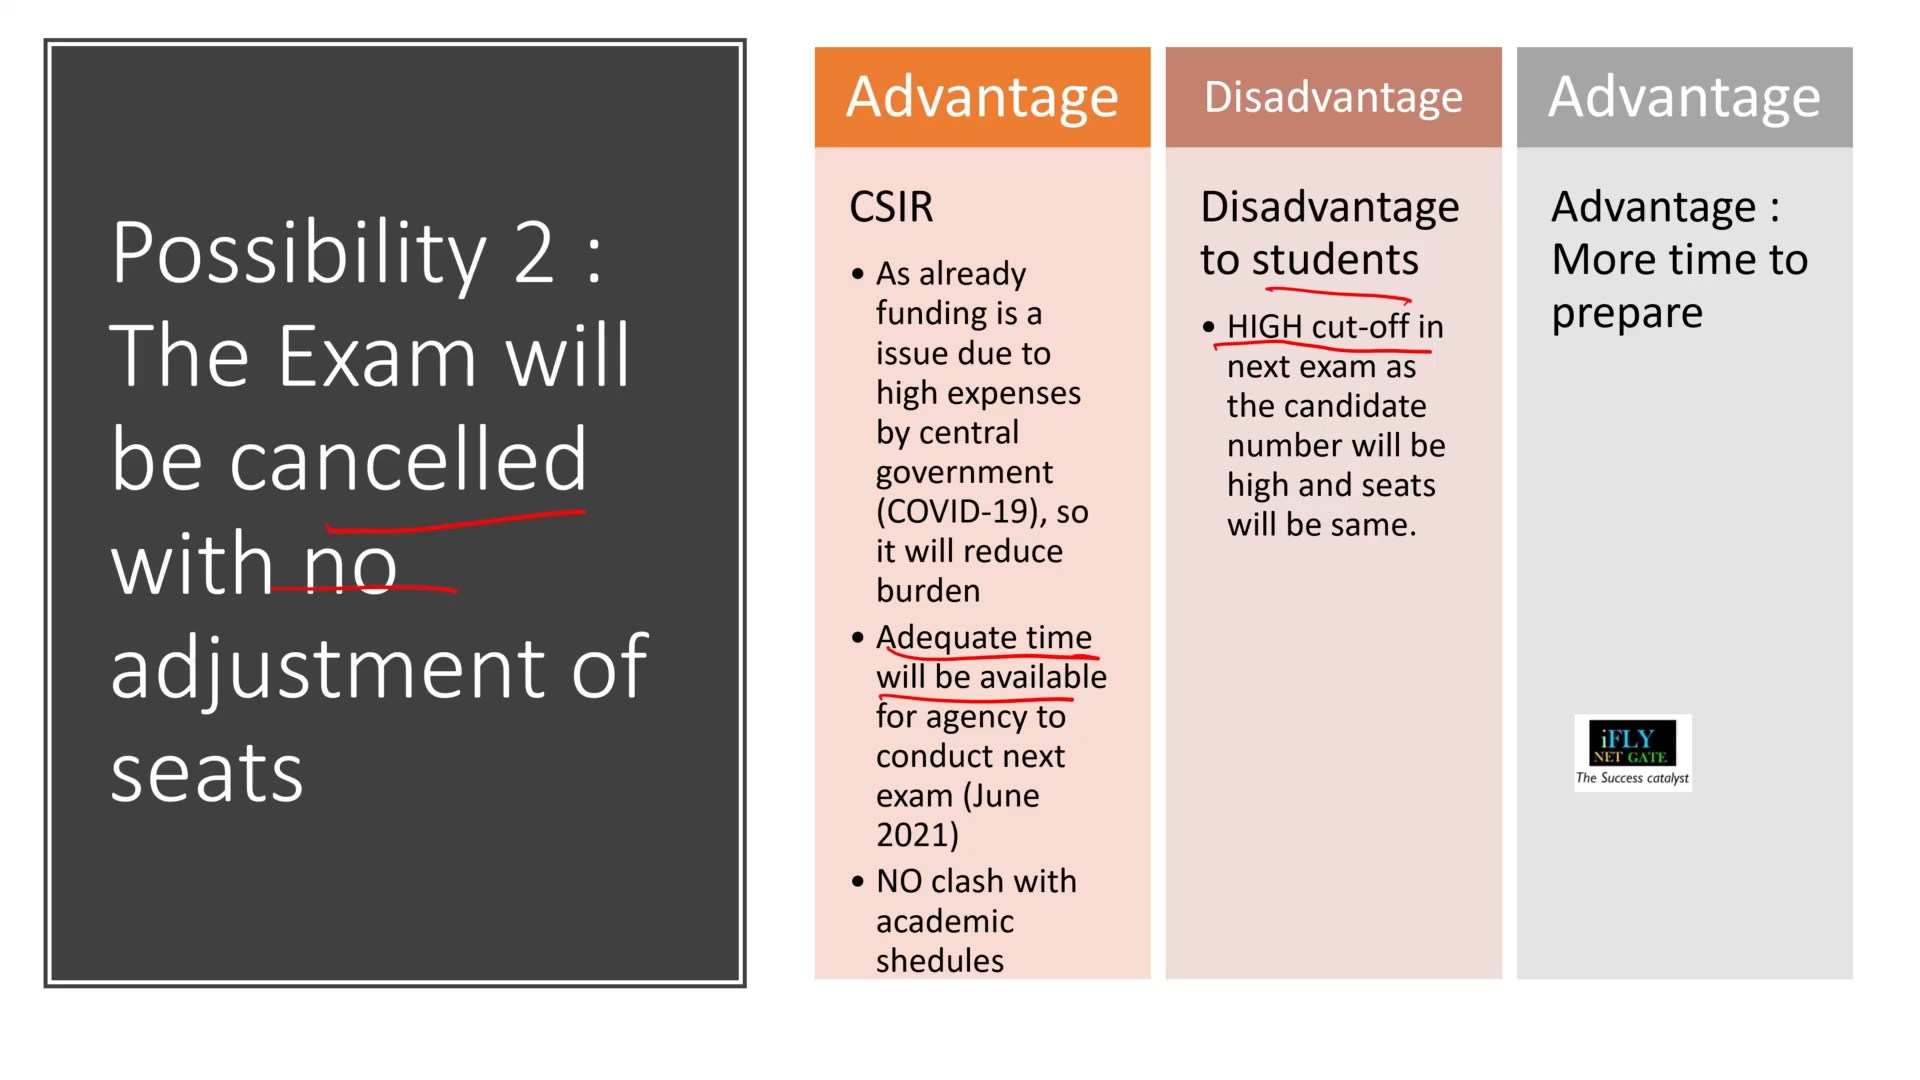 Possibility 2 :
The Exam will
be cancelled
with no
adjustment of
seats
Advantage
CSIR
• As already
funding is a
issue due to
high expenses
by central
government
(COVID-19), so
it will reduce
burden
• Adequate time
will be available
for agency to
conduct next
exam (June
2021)
• NO clash with
academic
shedules
Disadvantage
Disadvantage
to students
• HIGH cut-off in
next exam as
the candidate
number will be
high and seats
will be same.
Advantage
Advantage :
More time to
prepare
iFLY
NET GATE
The Success catalyst